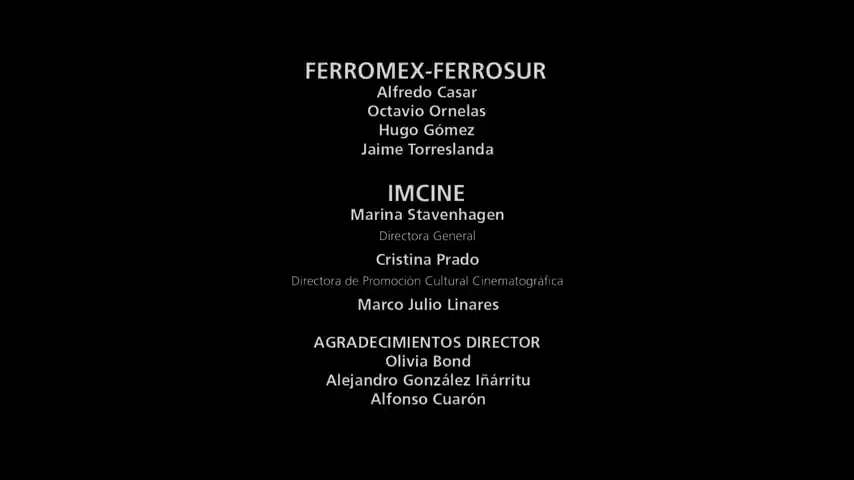 FERROMEX-FERROSUR
Alfredo Casar
Octavio Ornelas
Hugo Gómez
Jaime Torreslanda
IMCINE
Marina Stavenhagen
Directora General
Cristina Prado
Directora de Promoción Cultural Cinematográfica
Marco Julio Linares
AGRADECIMIENTOS DIRECTOR
Olivia Bond
Alejandro González Iñárritu
Alfonso Cuarón